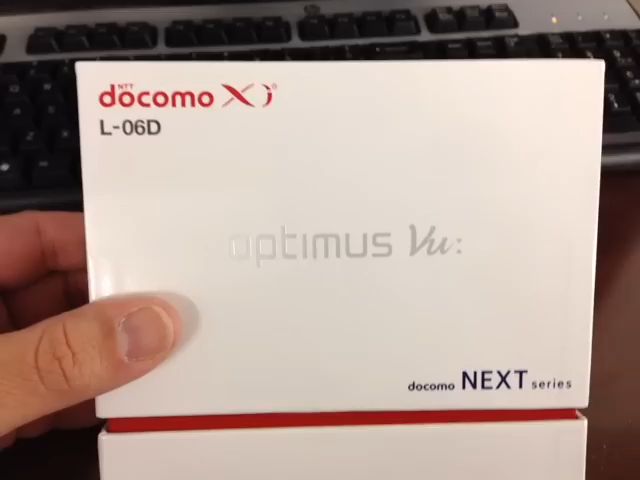 NTT
docomo Xi
L-06D
optimus Vu:
docomo NEXT series